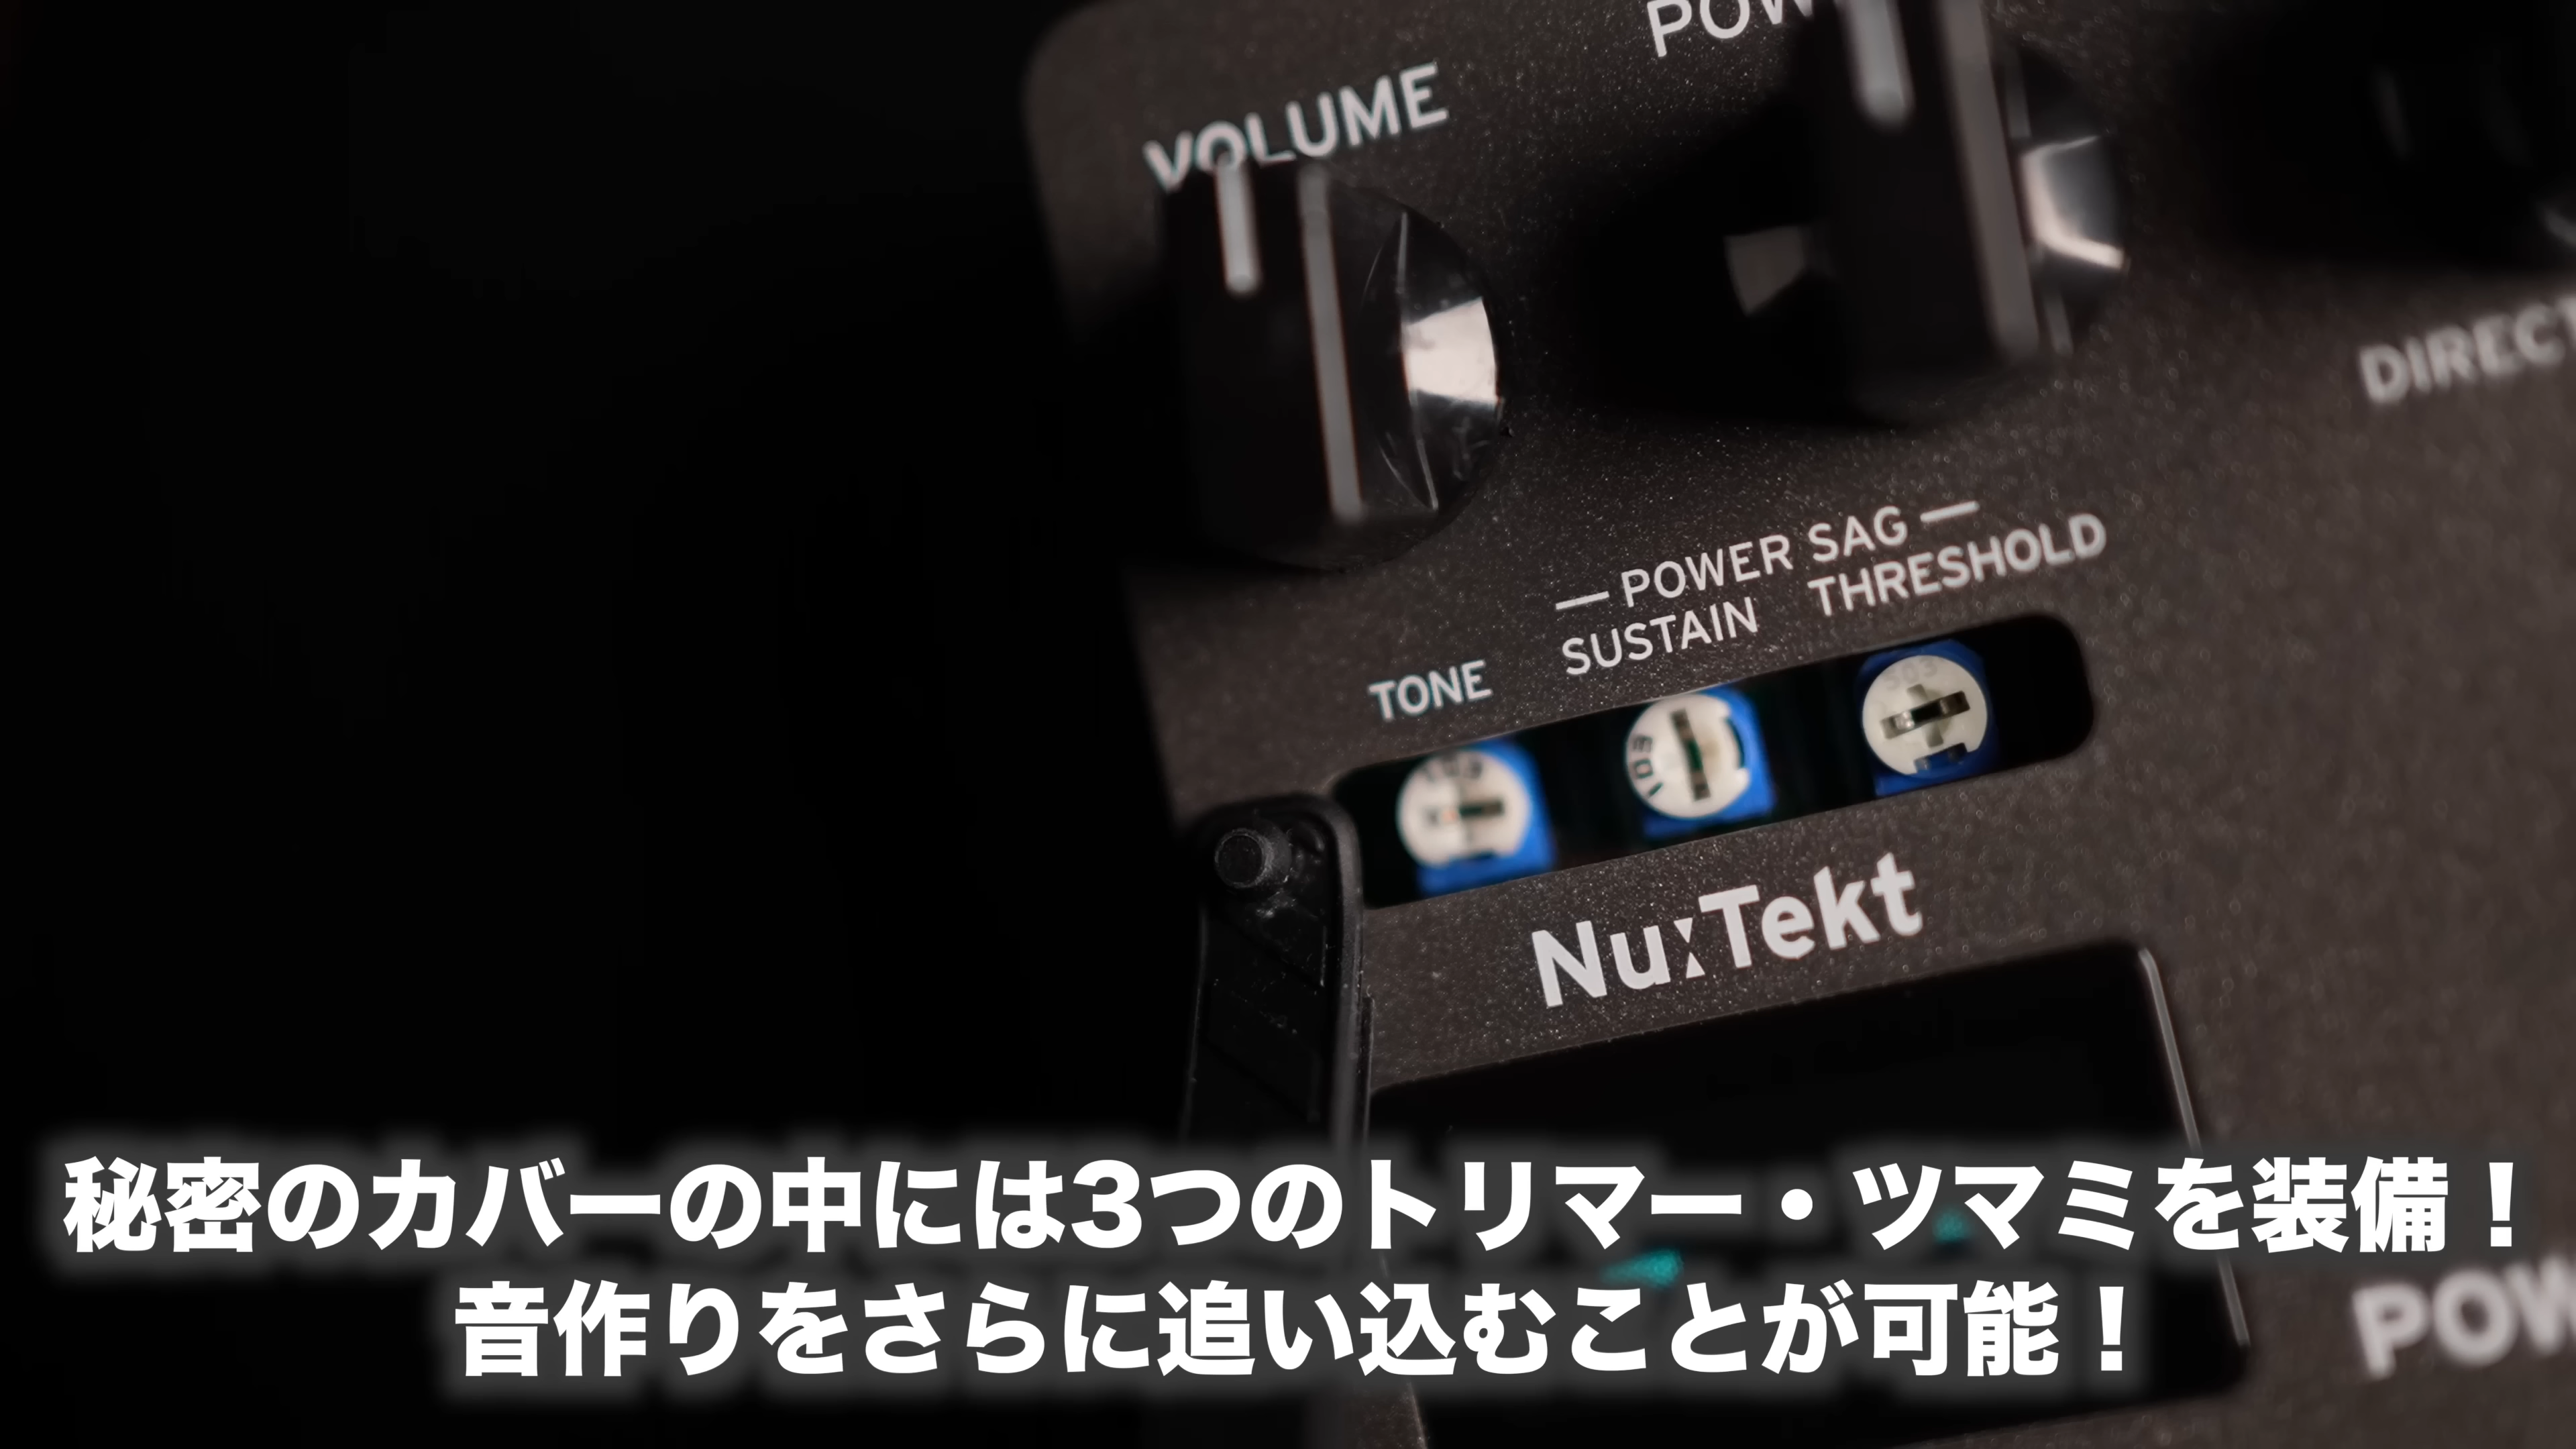 POW
VOLUME
DIRECT
— POWER SAG —
SUSTAIN THRESHOLD
TONE
Nu:Tekt
秘密のカバーの中には3つのトリマー・ツマミを装備！
音作りをさらに追い込むことが可能！
POW